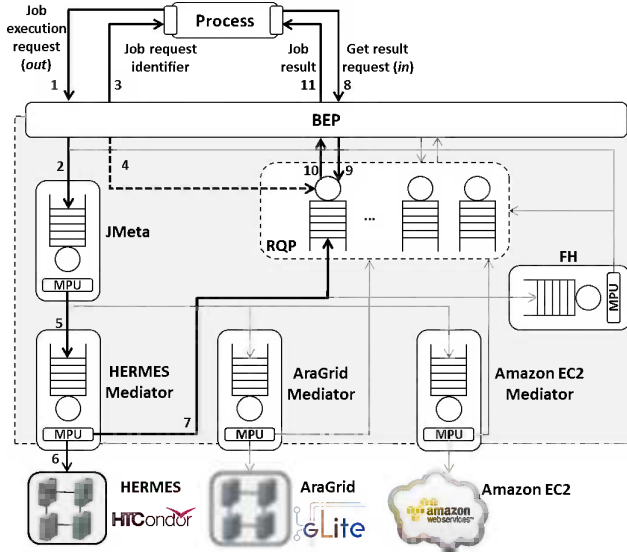 Job
execution
request
(out)
1
Process
Job request
identifier
3
Job
result
11
Get result
request (in)
8
BEP
2
4
10
9
JMeta
MPU
...
RQP
FH
MPU
5
HERMES
Mediator
MPU
7
AraGrid
Mediator
MPU
Amazon EC2
Mediator
MPU
6
HERMES
HTCondor
AraGrid
gLite
Amazon EC2
amazon
webservices™